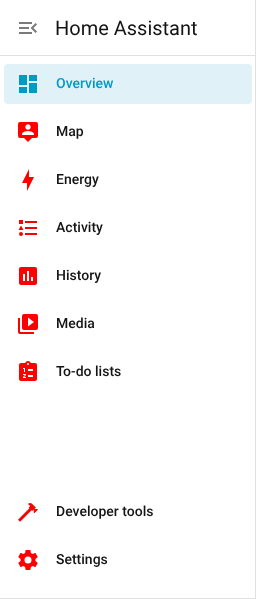 Home Assistant
Overview
Map
Energy
Activity
History
Media
To-do lists
Developer tools
Settings